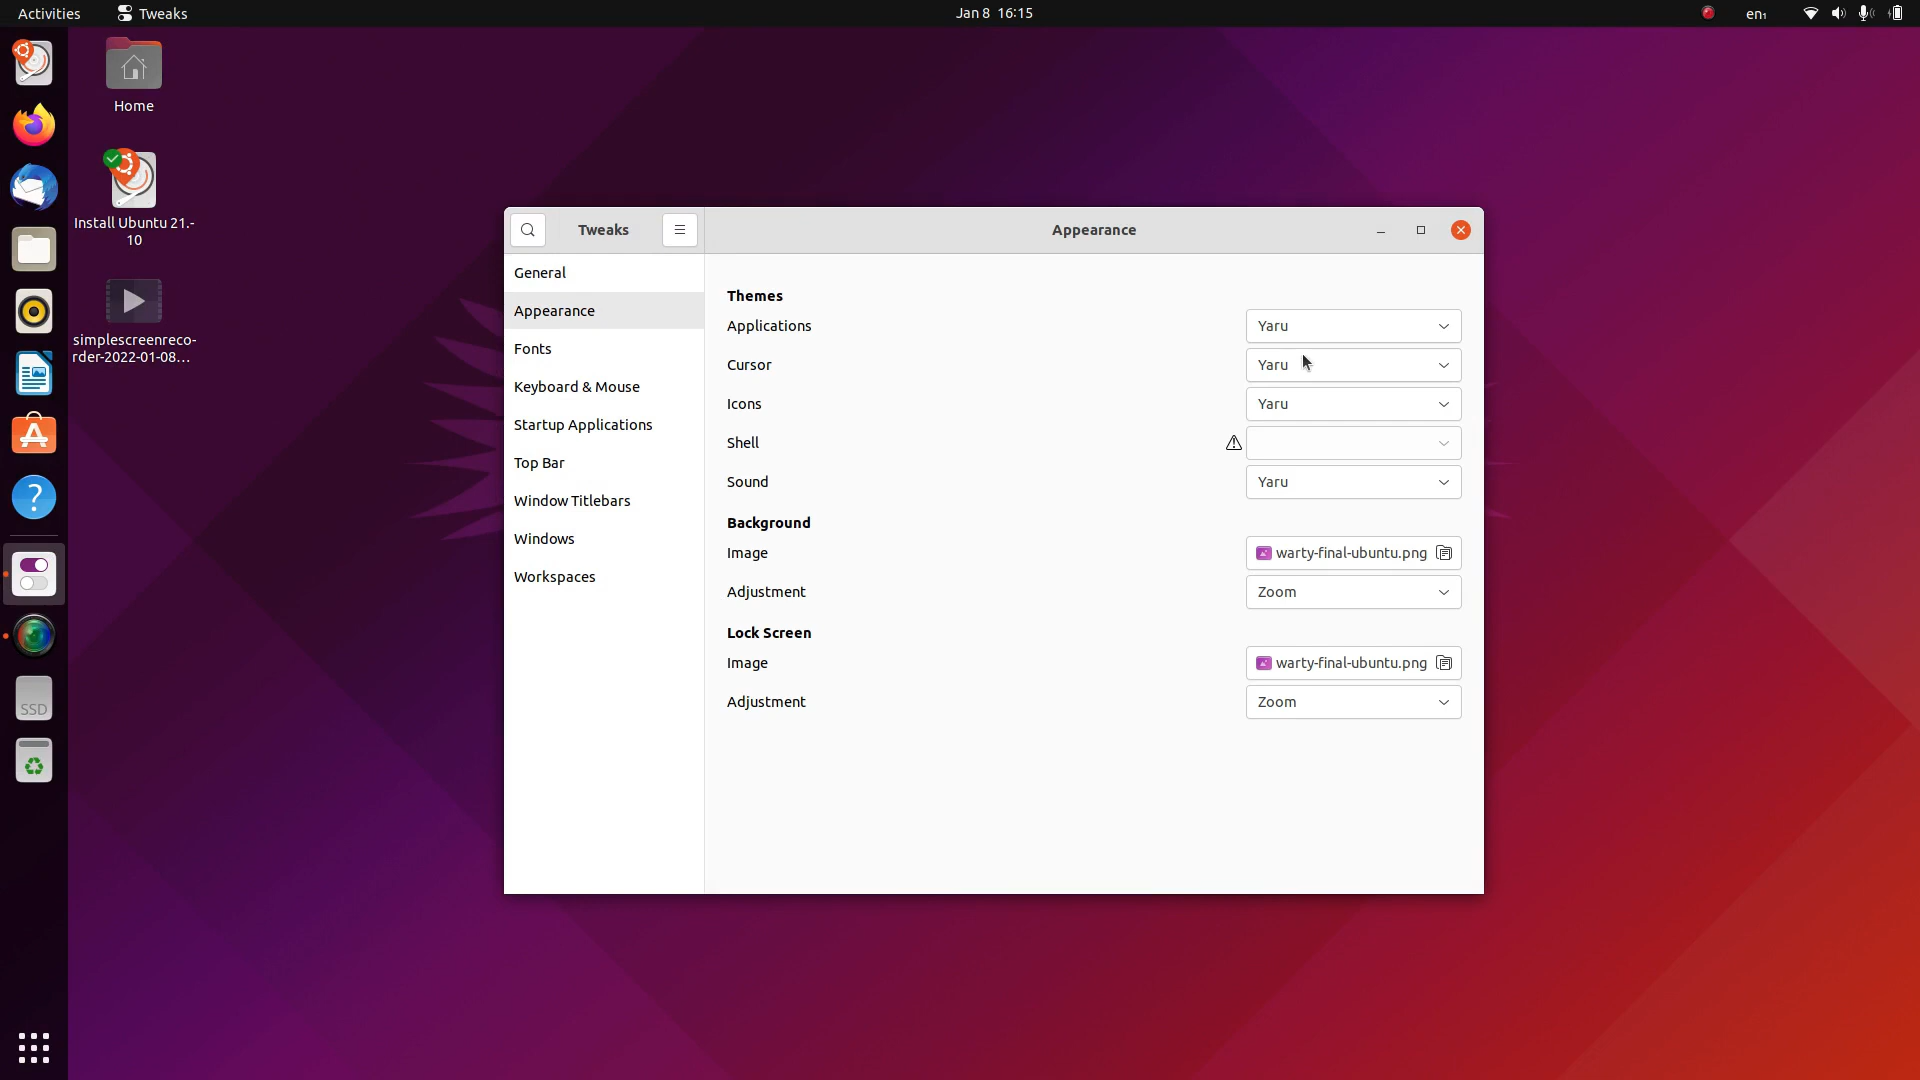 Activities
Tweaks
Jan 8 16:15
en₁
Home
Install Ubuntu 21.-
10
simplescreenreco-
rder-2022-01-08...
SSD
Tweaks
Appearance
General
Appearance
Fonts
Keyboard & Mouse
Startup Applications
Top Bar
Window Titlebars
Windows
Workspaces
Themes
Applications Yaru
Cursor Yaru
Icons Yaru
Shell
Sound Yaru
Background
Image warty-final-ubuntu.png
Adjustment Zoom
Lock Screen
Image warty-final-ubuntu.png
Adjustment Zoom